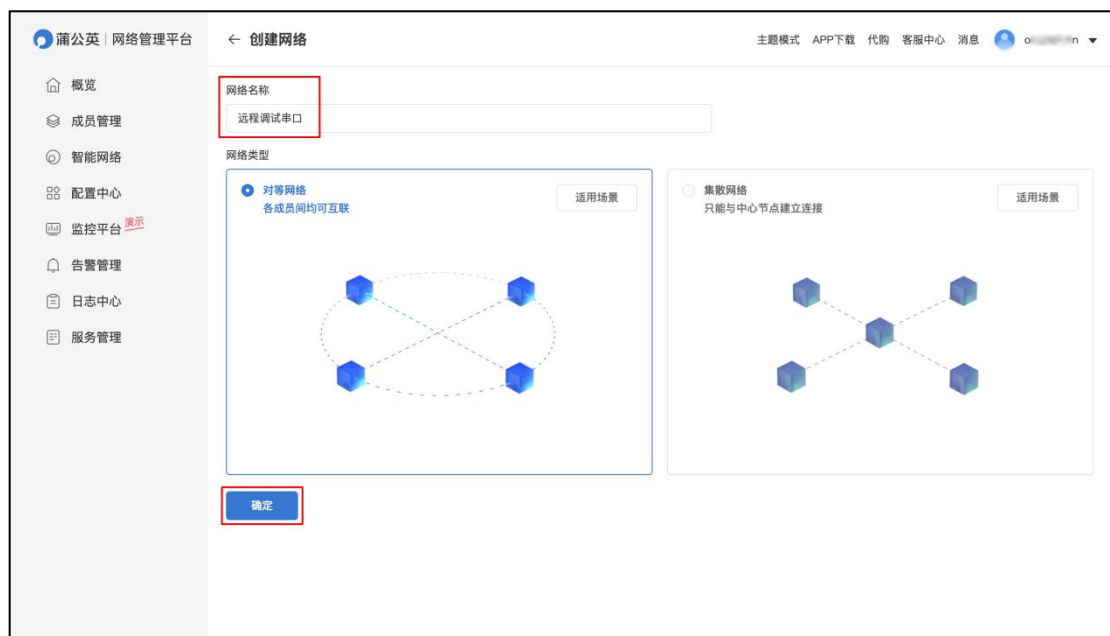 蒲公英 | 网络管理平台
← 创建网络
主题模式 APP下载 代购 客服中心 消息
概览
成员管理
智能网络
配置中心
监控平台 演示
告警管理
日志中心
服务管理
网络名称
远程调试串口
网络类型
对等网络
各成员间均可互联
适用场景
集散网络
只能与中心节点建立连接
适用场景
确定